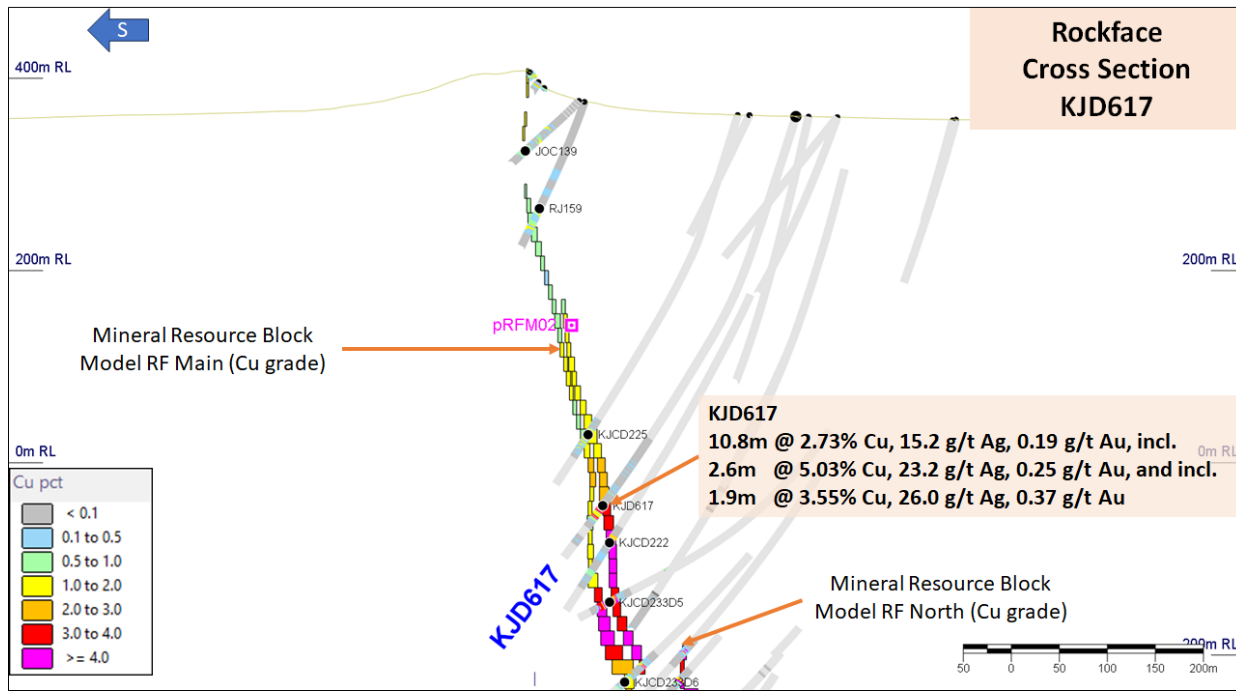 S
Rockface
Cross Section
KJD617
400m RL
JOC139
RJ159
200m RL
200m RL
pRFM02
Mineral Resource Block
Model RF Main (Cu grade)
KJD617
10.8m @ 2.73% Cu, 15.2 g/t Ag, 0.19 g/t Au, incl.
2.6m @ 5.03% Cu, 23.2 g/t Ag, 0.25 g/t Au, and incl.
1.9m @ 3.55% Cu, 26.0 g/t Ag, 0.37 g/t Au
KJCD225
0m RL
0m RL
Cu pct
< 0.1
0.1 to 0.5
0.5 to 1.0
1.0 to 2.0
2.0 to 3.0
3.0 to 4.0
>= 4.0
KJD617
KJCD222
KJD617
KJCD233D5
Mineral Resource Block
Model RF North (Cu grade)
KJCD233D6
-200m RL
50 0 50 100 150 200m